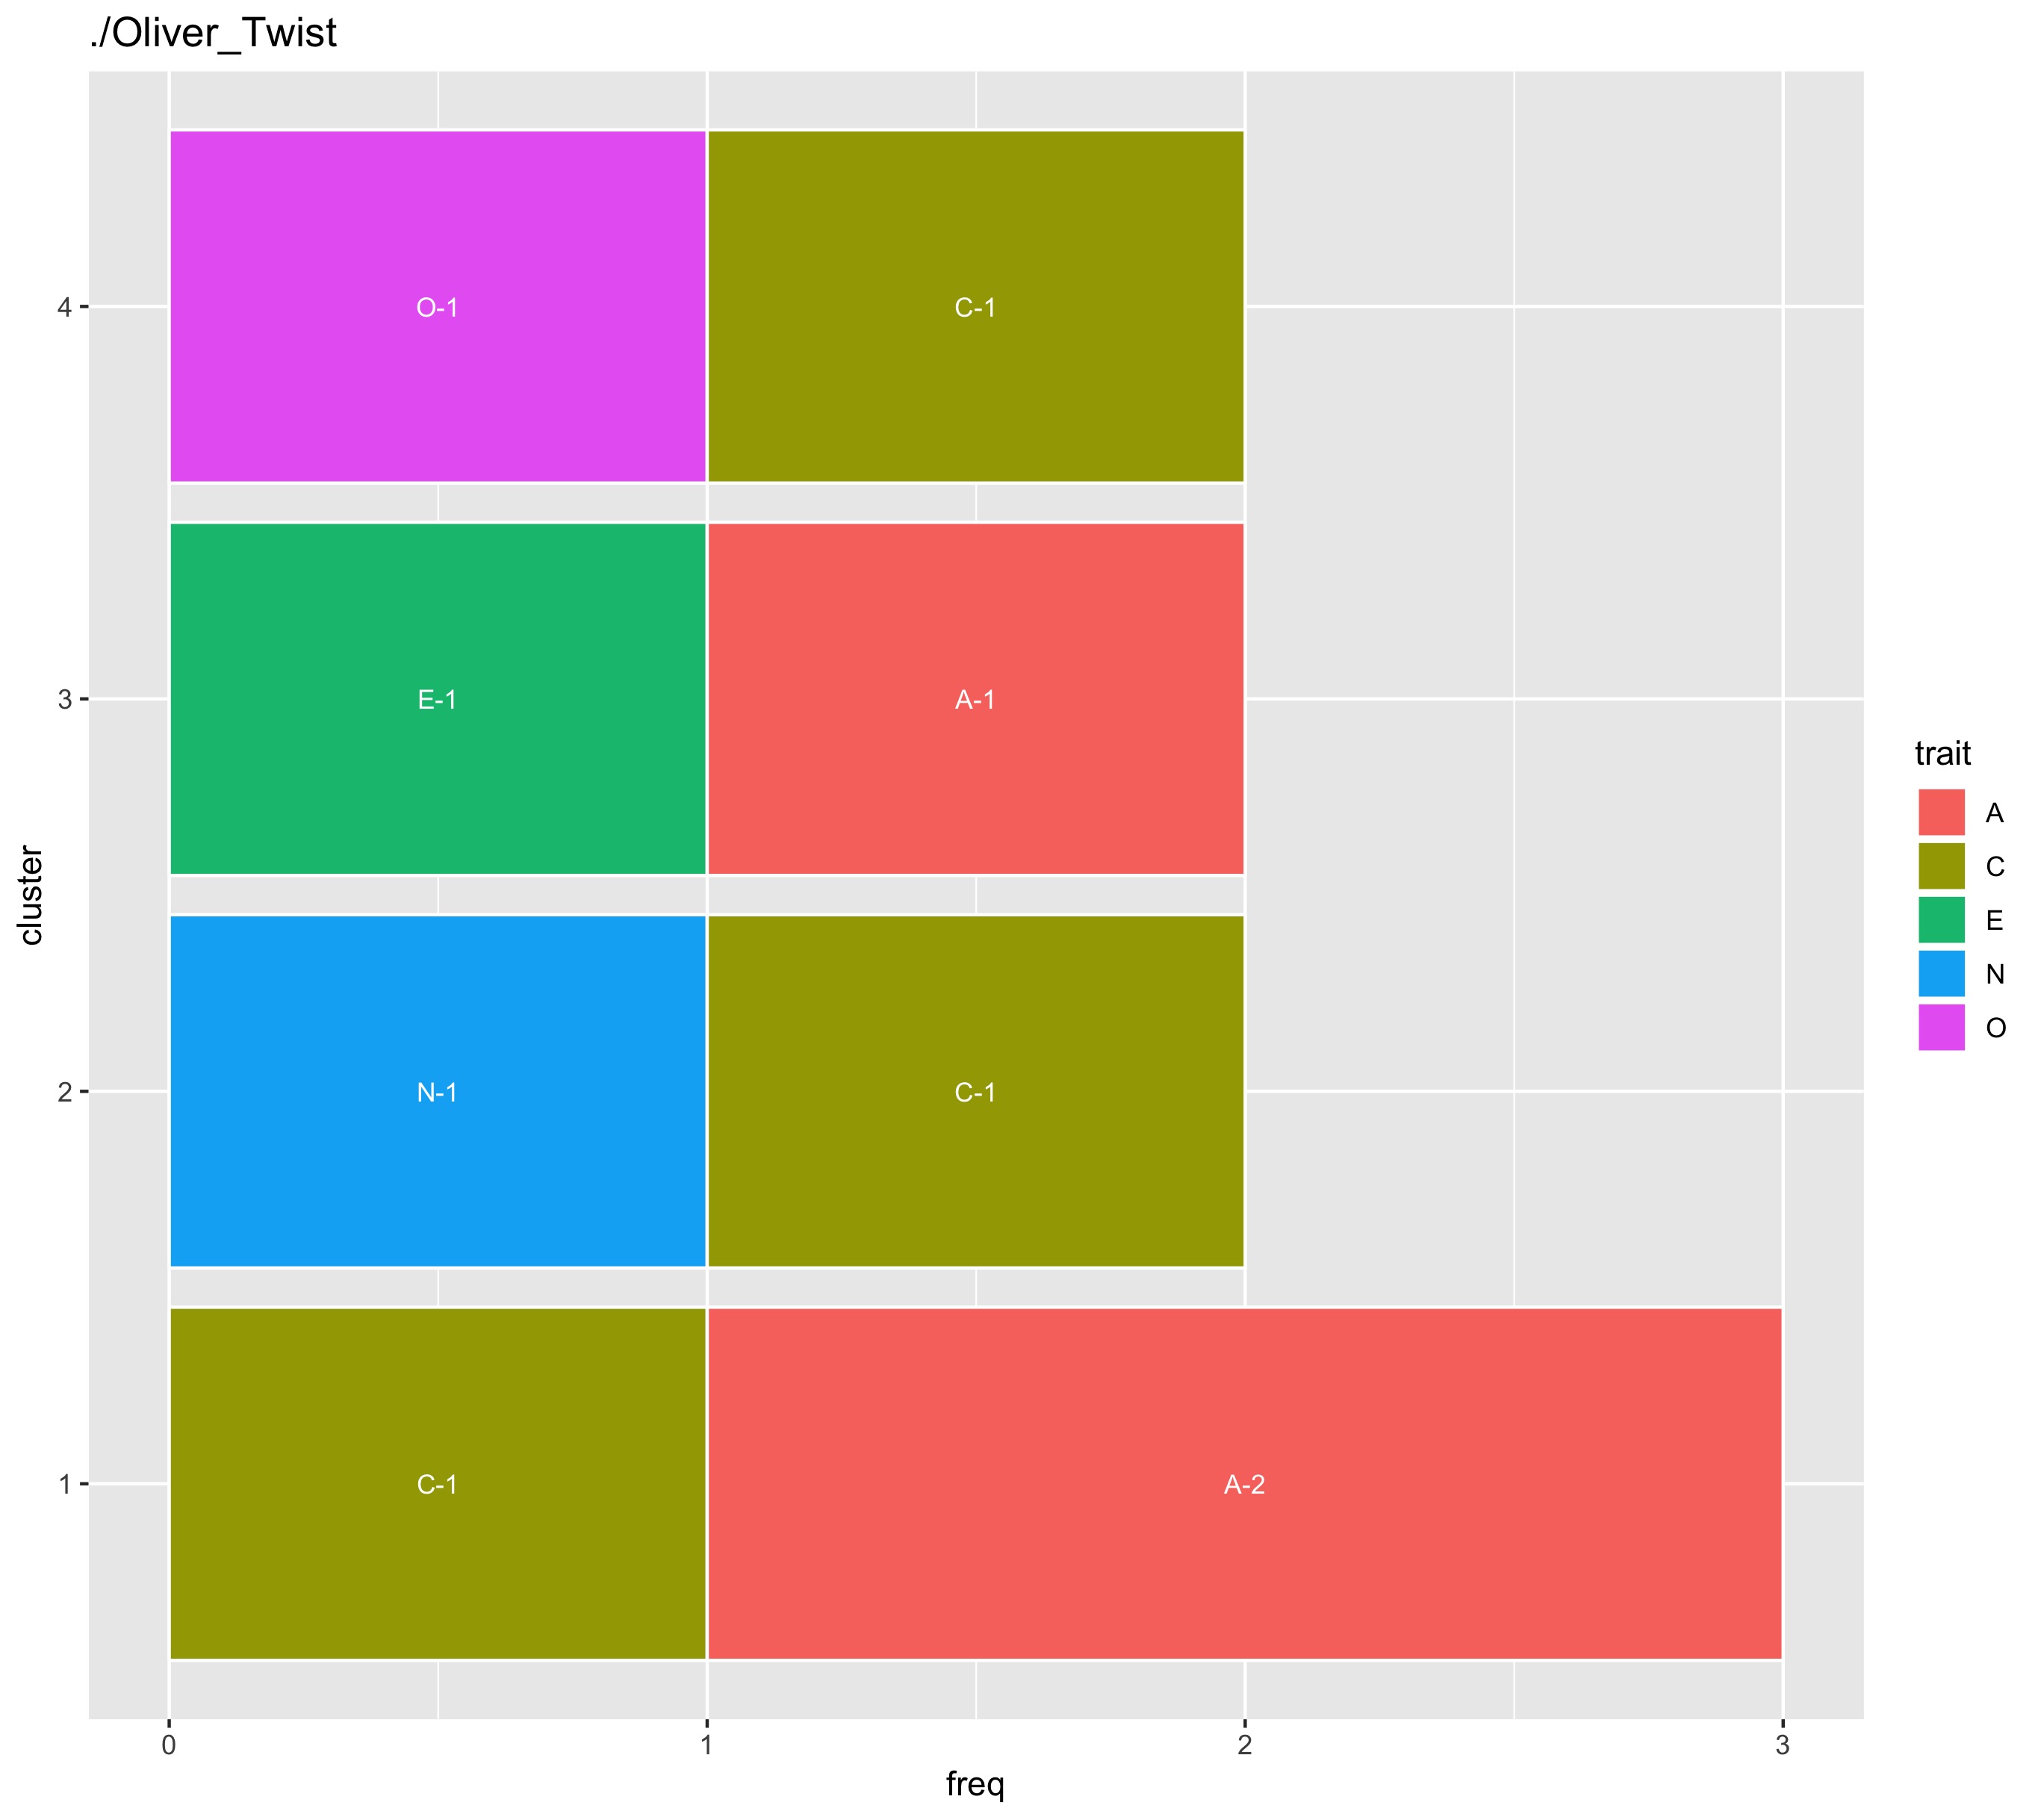 ./Oliver_Twist
cluster
4
O-1
C-1
3
E-1
A-1
2
N-1
C-1
1
C-1
A-2
0
1
2
3
freq
trait
A
C
E
N
O